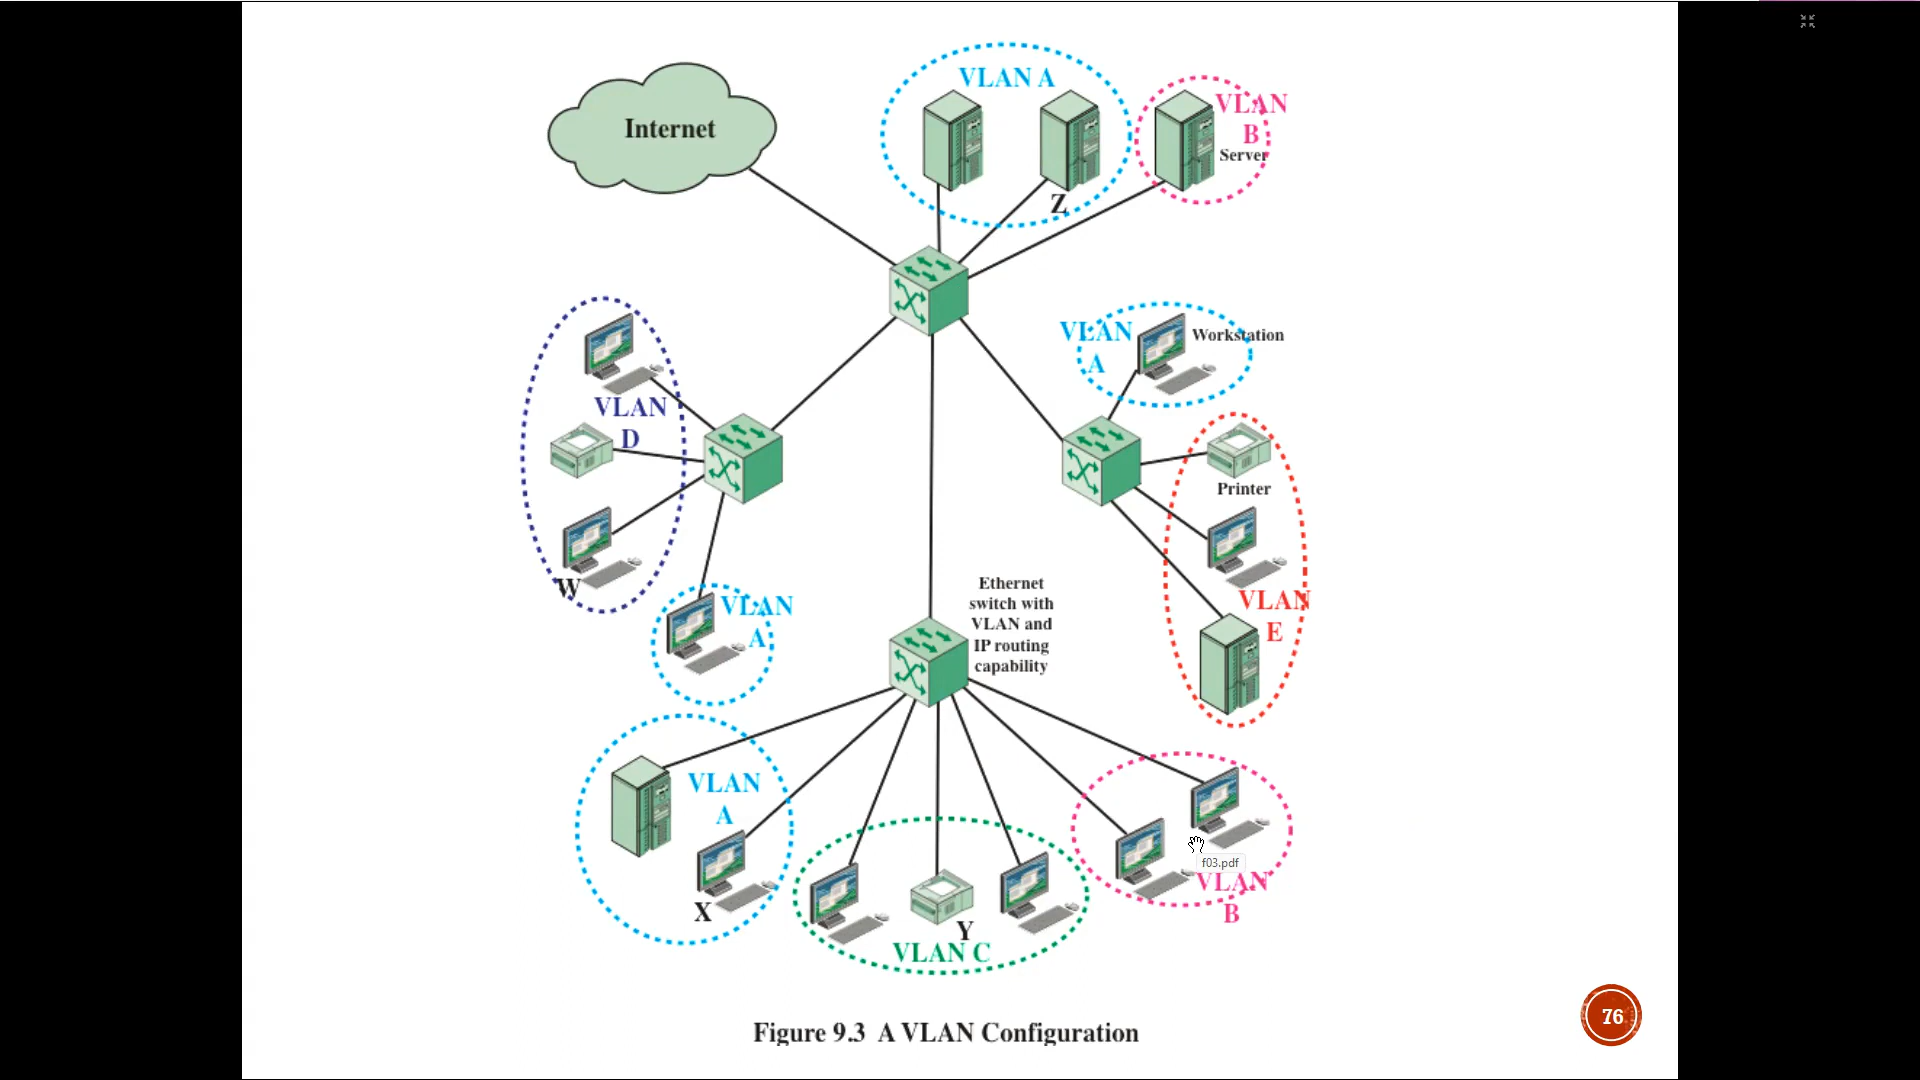 VLAN A
VLAN
B
Server
Internet
Z
VLAN
A
Workstation
VLAN
D
Printer
W
VLAN
A
Ethernet
switch with
VLAN and
IP routing
capability
VLAN
E
VLAN
A
X
Y
VLAN C
f03.pdf
VLAN
B
Figure 9.3 A VLAN Configuration
76